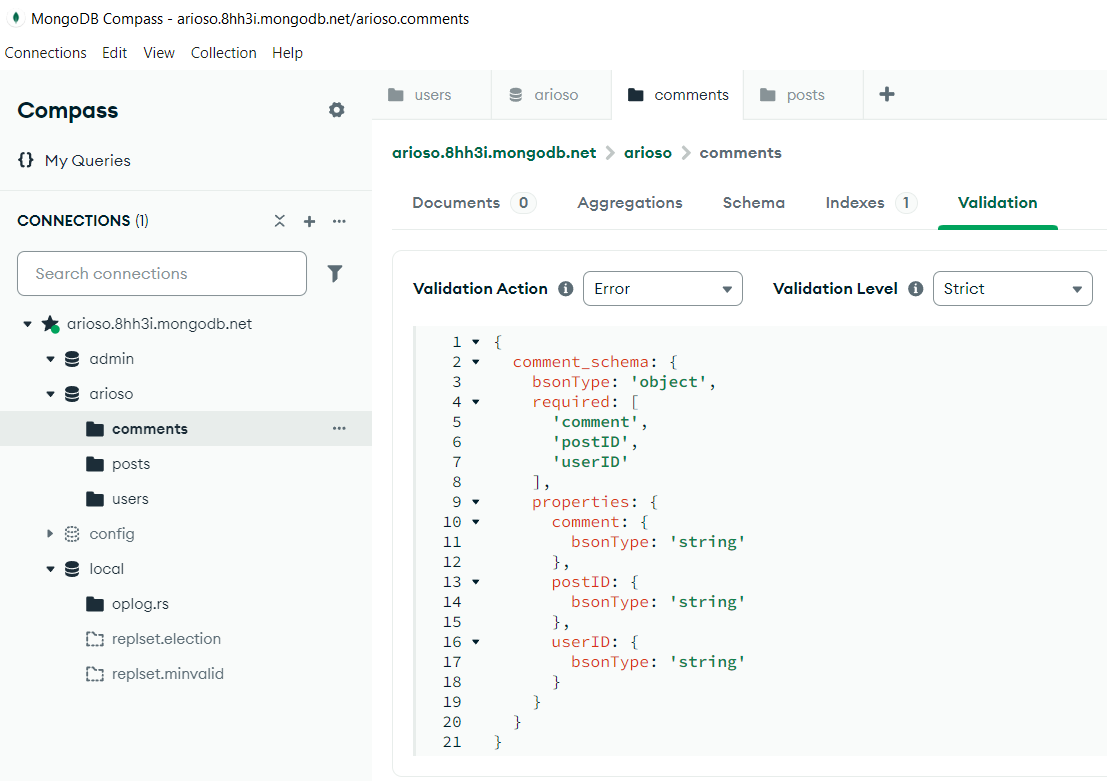 MongoDB Compass - arioso.8hh3i.mongodb.net/arioso.comments
Connections Edit View Collection Help
Compass
{} My Queries
CONNECTIONS (1)
Search connections
arioso.8hh3i.mongodb.net
admin
arioso
comments
posts
users
config
local
oplog.rs
replset.election
replset.minvalid
users arioso comments posts
arioso.8hh3i.mongodb.net > arioso > comments
Documents 0 Aggregations Schema Indexes 1 Validation
Validation Action Error Validation Level Strict
1 {
2 comment_schema: {
3 bsonType: 'object',
4 required: [
5 'comment',
6 'postID',
7 'userID'
8 ],
9 properties: {
10 comment: {
11 bsonType: 'string'
12 },
13 postID: {
14 bsonType: 'string'
15 },
16 userID: {
17 bsonType: 'string'
18 }
19 }
20 }
21 }